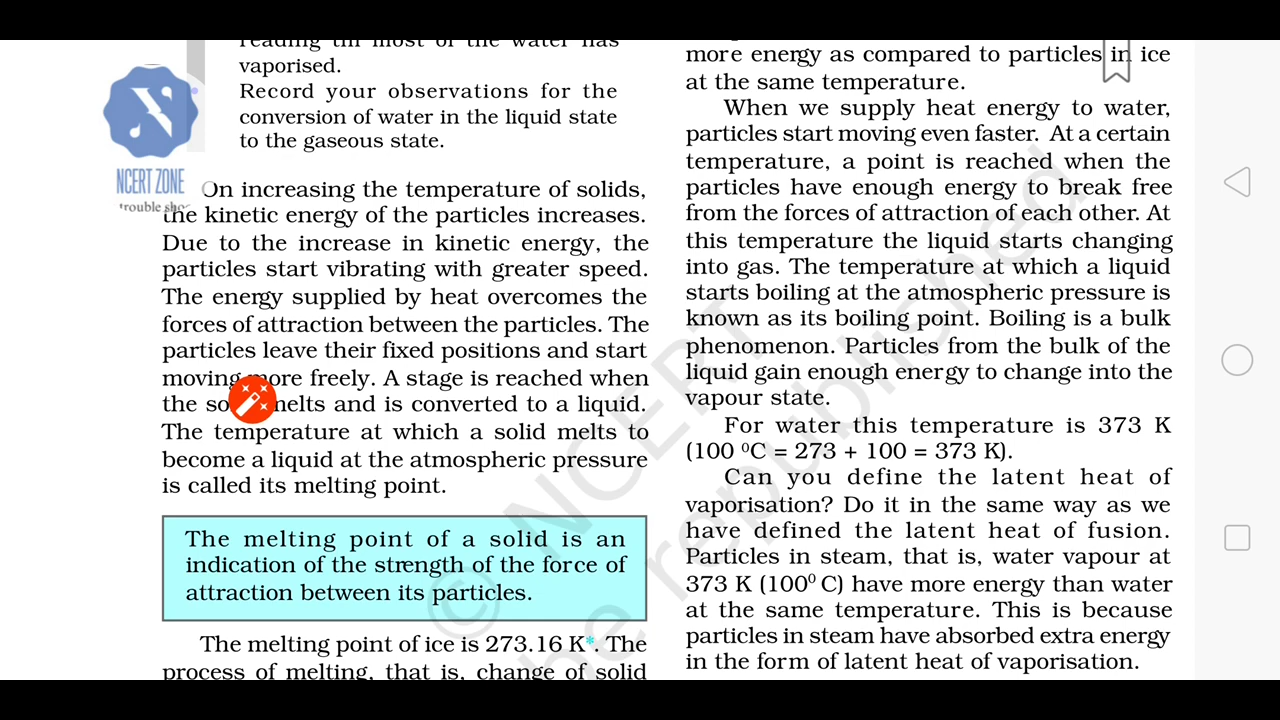 vaporised.
Record your observations for the
conversion of water in the liquid state
to the gaseous state.
NCERT ZONE
trouble
On increasing the temperature of solids,
the kinetic energy of the particles increases.
Due to the increase in kinetic energy, the
particles start vibrating with greater speed.
The energy supplied by heat overcomes the
forces of attraction between the particles. The
particles leave their fixed positions and start
moving more freely. A stage is reached when
the melts and is converted to a liquid.
The temperature at which a solid melts to
become a liquid at the atmospheric pressure
is called its melting point.
The melting point of a solid is an
indication of the strength of the force of
attraction between its particles.
The melting point of ice is 273.16 K*. The
process of melting, that is, change of solid
more energy as compared to particles in ice
at the same temperature.
When we supply heat energy to water,
particles start moving even faster. At a certain
temperature, a point is reached when the
particles have enough energy to break free
from the forces of attraction of each other. At
this temperature the liquid starts changing
into gas. The temperature at which a liquid
starts boiling at the atmospheric pressure is
known as its boiling point. Boiling is a bulk
phenomenon. Particles from the bulk of the
liquid gain enough energy to change into the
vapour state.
For water this temperature is 373 K
(100 ⁰C = 273 + 100 = 373 K).
Can you define the latent heat of
vaporisation? Do it in the same way as we
have defined the latent heat of fusion.
Particles in steam, that is, water vapour at
373 K (100⁰ C) have more energy than water
at the same temperature. This is because
particles in steam have absorbed extra energy
in the form of latent heat of vaporisation.
© NCERT
be republished